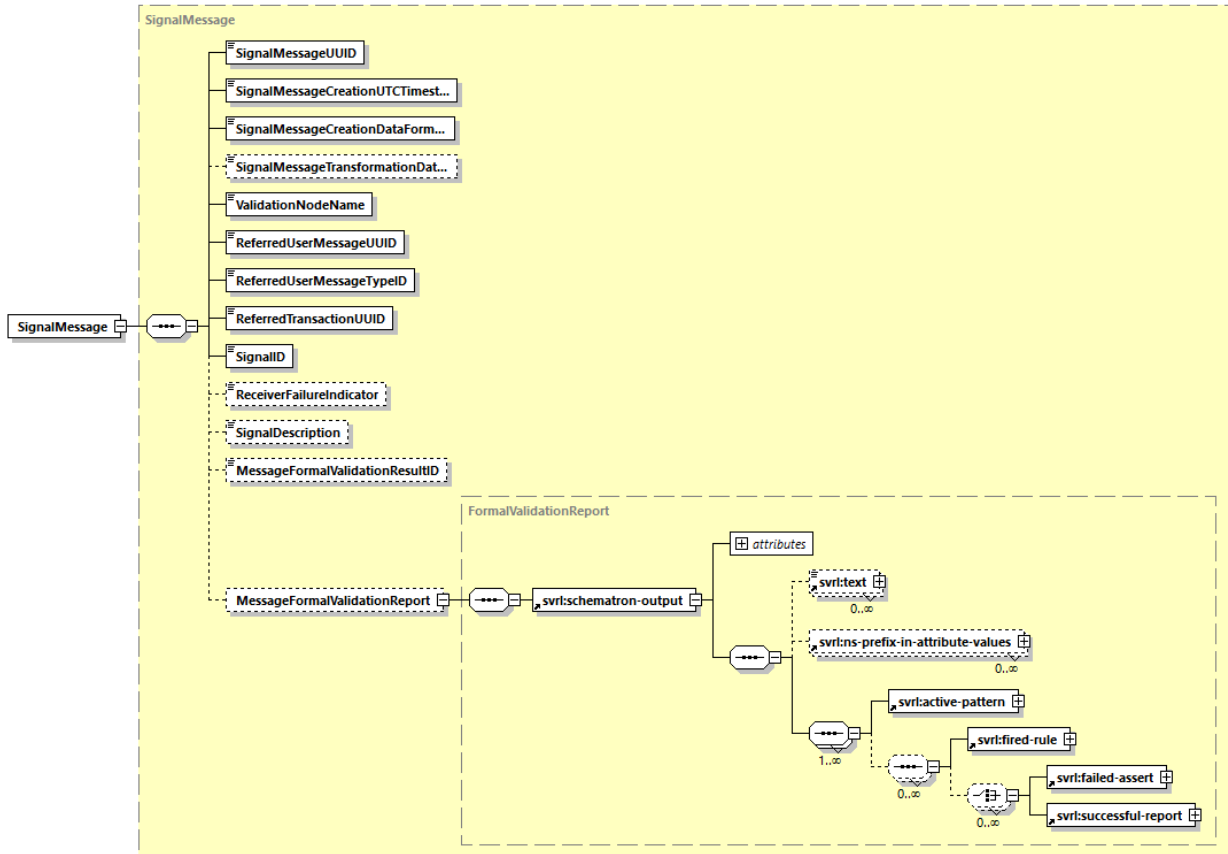 SignalMessage
SignalMessageUUID
SignalMessageCreationUTCTimest...
SignalMessageCreationDataForm...
SignalMessageTransformationDat...
ValidationNodeName
ReferredUserMessageUUID
ReferredUserMessageTypeID
ReferredTransactionUUID
SignalMessage
SignalID
ReceiverFailureIndicator
SignalDescription
MessageFormalValidationResultID
FormalValidationReport
attributes
svrl:text
0..∞
MessageFormalValidationReport
svrl:schematron-output
svrl:ns-prefix-in-attribute-values
0..∞
svrl:active-pattern
1..∞
svrl:fired-rule
0..∞
svrl:failed-assert
0..∞
svrl:successful-report